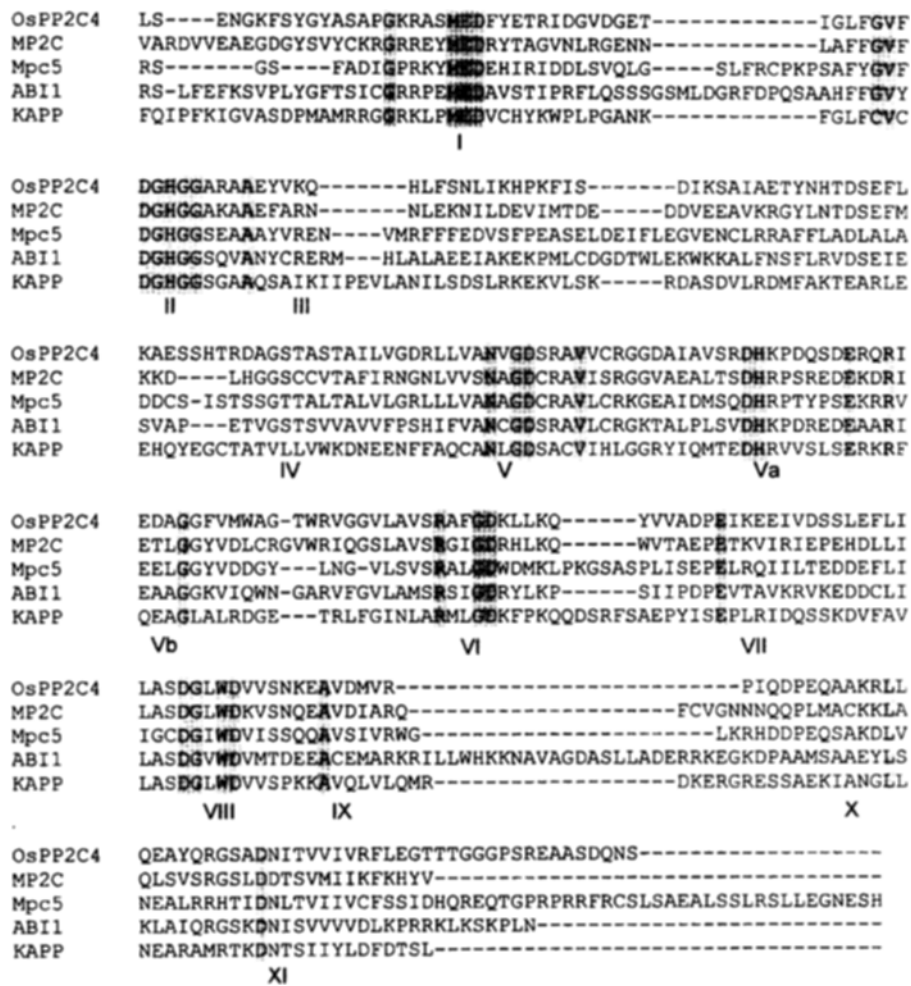 OsPP2C4 LS----ENGKFSYGYASAPGKRASMEDFYETRIDGVDGET-----------IGLFGVF
MP2C VARDVVEAEGDGYSVYCKRGRREYMEDRYTAGVNLRGENN-----------LAFFGVF
Mpc5 RS-----GS----FADIGPRKYMEDEHIRIDDLSVQLG-----SLFRCPKPSAFYGVF
ABI1 RS-LFEFKSVPLYGFTSICGRRPEMEDAVSTIPRFLQSSSGSMLDGRFDPQSAAHFFGVY
KAPP FQIPFKIGVASDPMAMRRGGRKLPMEDVCHYKWPLPGANK-----------FGLFCVC
I
OsPP2C4 DGHGGARAAEYVKQ-------HLFSNLIKHPKFIS------DIKSAIAETYNHTDSEFL
MP2C DGHGGAKAAEFARN-------NLEKNILDEVIMTDE-----DDVEEAVKRGYLNTDSEFM
Mpc5 DGHGGSEAAAYVREN----VMRFFFEDVSFPEASELDEIFLEGVENCLRRAFFLADLALA
ABI1 DGHGGSQVANYCRERM---HLALAEEIAKEKPMLCDGDTWLEKWKKALFNSFLRVDSEIE
KAPP DGHGGSGAAQSAIKIIPEVLANILSDSLRKEKVLSK----RDASDVLRDMFAKTEARLE
II III
OsPP2C4 KAESSHTRDAGSTASTAILVGDRLLVANVGDSRAVVCRGGDAIAVSRDHKPDQSDERQRI
MP2C KKD----LHGGSCCVTAFIRNGNLVVSNAGDCRAVISRGGVAEALTSDHRPSREDEKDRI
Mpc5 DDCS-ISTSSGTTALTALVLGRLLLVANAGDCRAVLCRKGEAIDMSQDHRPTYPSEKRRV
ABI1 SVAP----ETVGSTSVVAVVFPSHIFVANCGDSRAVLCRGKTALPLSVDHKPDREDEAARI
KAPP EHQYEGCTATVLLVWKDNEENFFAQCANLGDSACVIHLGGRYIQMTEDHRVVSLSERKRF
IV V Va
OsPP2C4 EDAGGFVMWAG-TWRVGGVLAVSRAFGDKLLKQ------YVVADPEIKEEIVDSSLEFLI
MP2C ETLGGYVDLCRGVWRIQGSLAVSRGIGDRHLKQ------WVTAEPETKVIRIEPEHDLLI
Mpc5 EELGGYVDDGY---LNG-VLSVSRALGDWDMKLPKGSASPLISEPELRQIILTEDDEFLI
ABI1 EAAGGKVIQWN-GARVFGVLAMSRSIGDRYLKP------SIIPDPEVTAVKRVKEDDCLI
KAPP QEAGLALRDGE---TRLFGINLARMLGDKFPKQQDSRFSAEPYISEPLRIDQSSKDVFAV
Vb VI VII
OsPP2C4 LASDGLWDVVSNKEAVDMVR---------------------------PIQDPEQAAKRLL
MP2C LASDGLWDKVSNQEAVDIARQ---------------------FCVGNNNQQPLMACKKLA
Mpc5 IGCDGIWDVISSQQAVSIVRWG-----------------------LKRHDDPEQSAKDLV
ABI1 LASDGVWDVMTDEEACEMARKRILLWHKKNAVAGDASLLADERRKEGKDPAAMSAAEYLS
KAPP LASDGLWDVVSPKKAVQLVLQMR-------------------DKERGRESSAEKIANGLL
VIII IX X
OsPP2C4 QEAYQRGSADNITVVIVRFLEGTTTGGGPSREAASDQNS-------------------
MP2C QLSVSRGSLDDTSVMIIKFKHYV-----------------------------------
Mpc5 NEALRRHTIDNLTVIIVCFSSIDHQREQTGPRPRRFRCSLSAEALSSLRSLLEGNESH
ABI1 KLAIQRGSKDNISVVVVDLKPRRKLKSKPLN---------------------------
KAPP NEARAMRTKDNTSIIYLDFDTSL-----------------------------------
XI